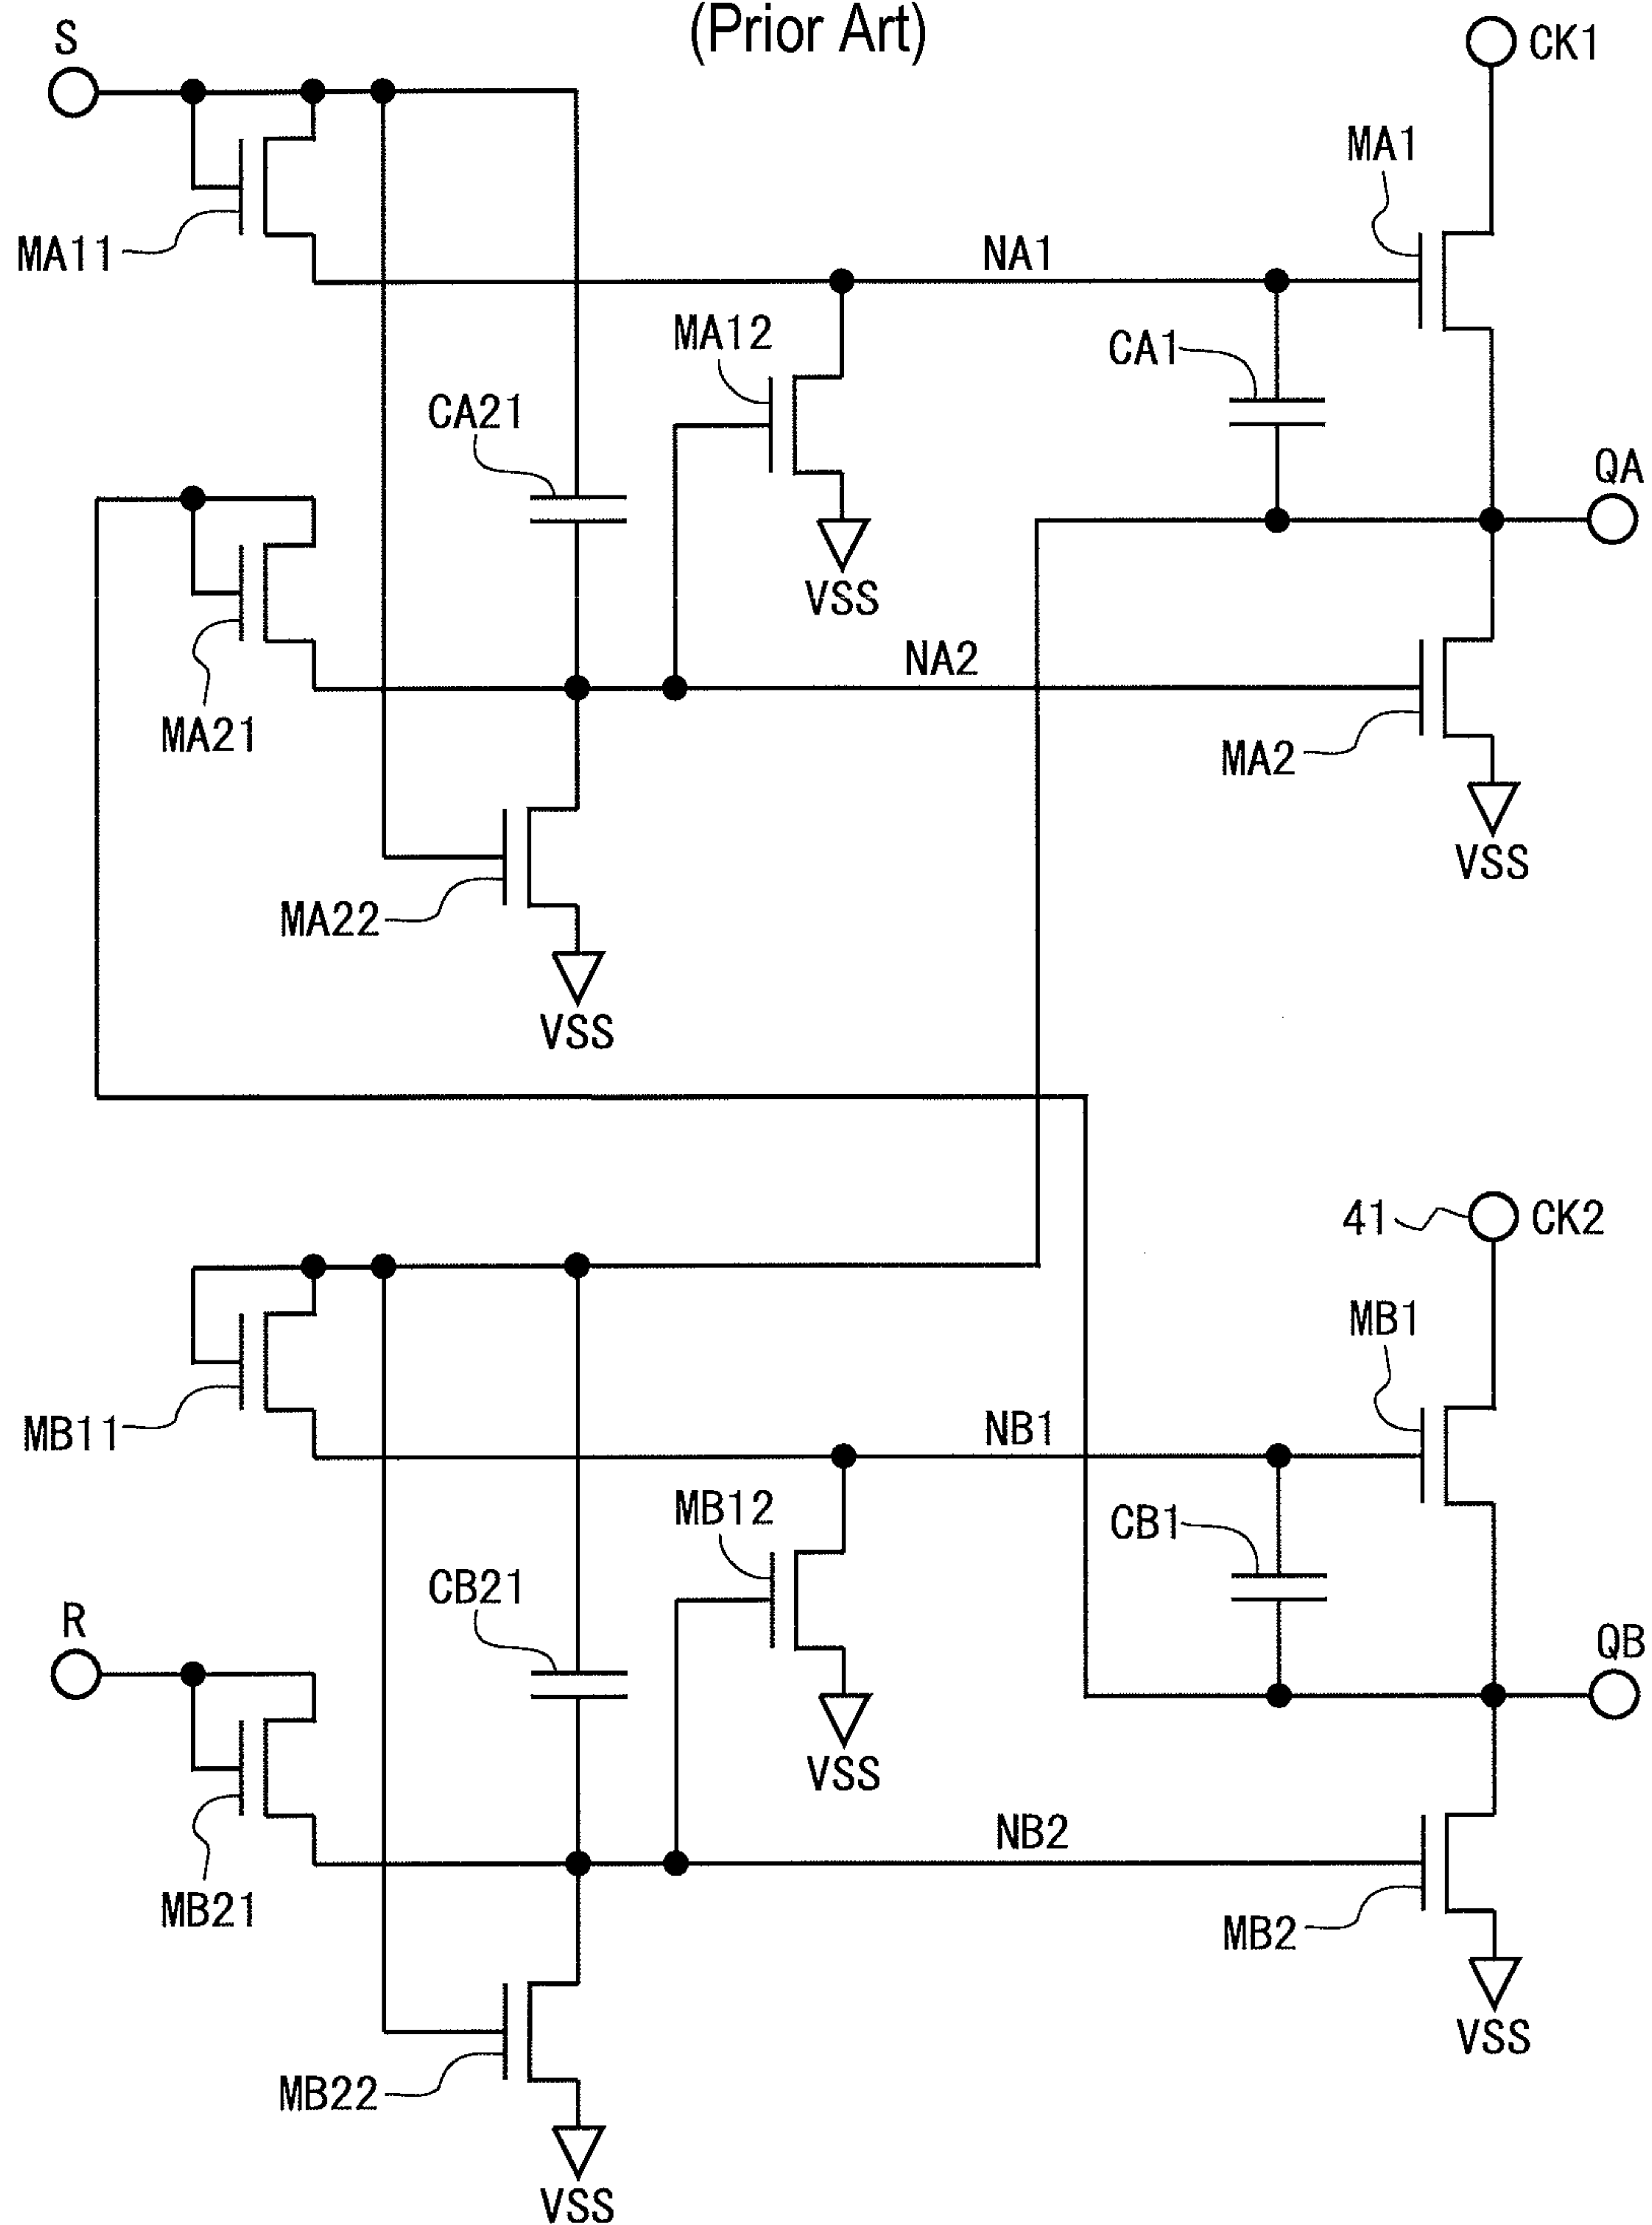 (Prior Art)
S
CK1
MA1
MA11
NA1
MA12
CA1
CA21
QA
VSS
NA2
MA21
MA2
VSS
MA22
VSS
41
CK2
MB1
MB11
NB1
MB12
CB1
CB21
R
QB
VSS
NB2
MB21
MB2
VSS
MB22
VSS